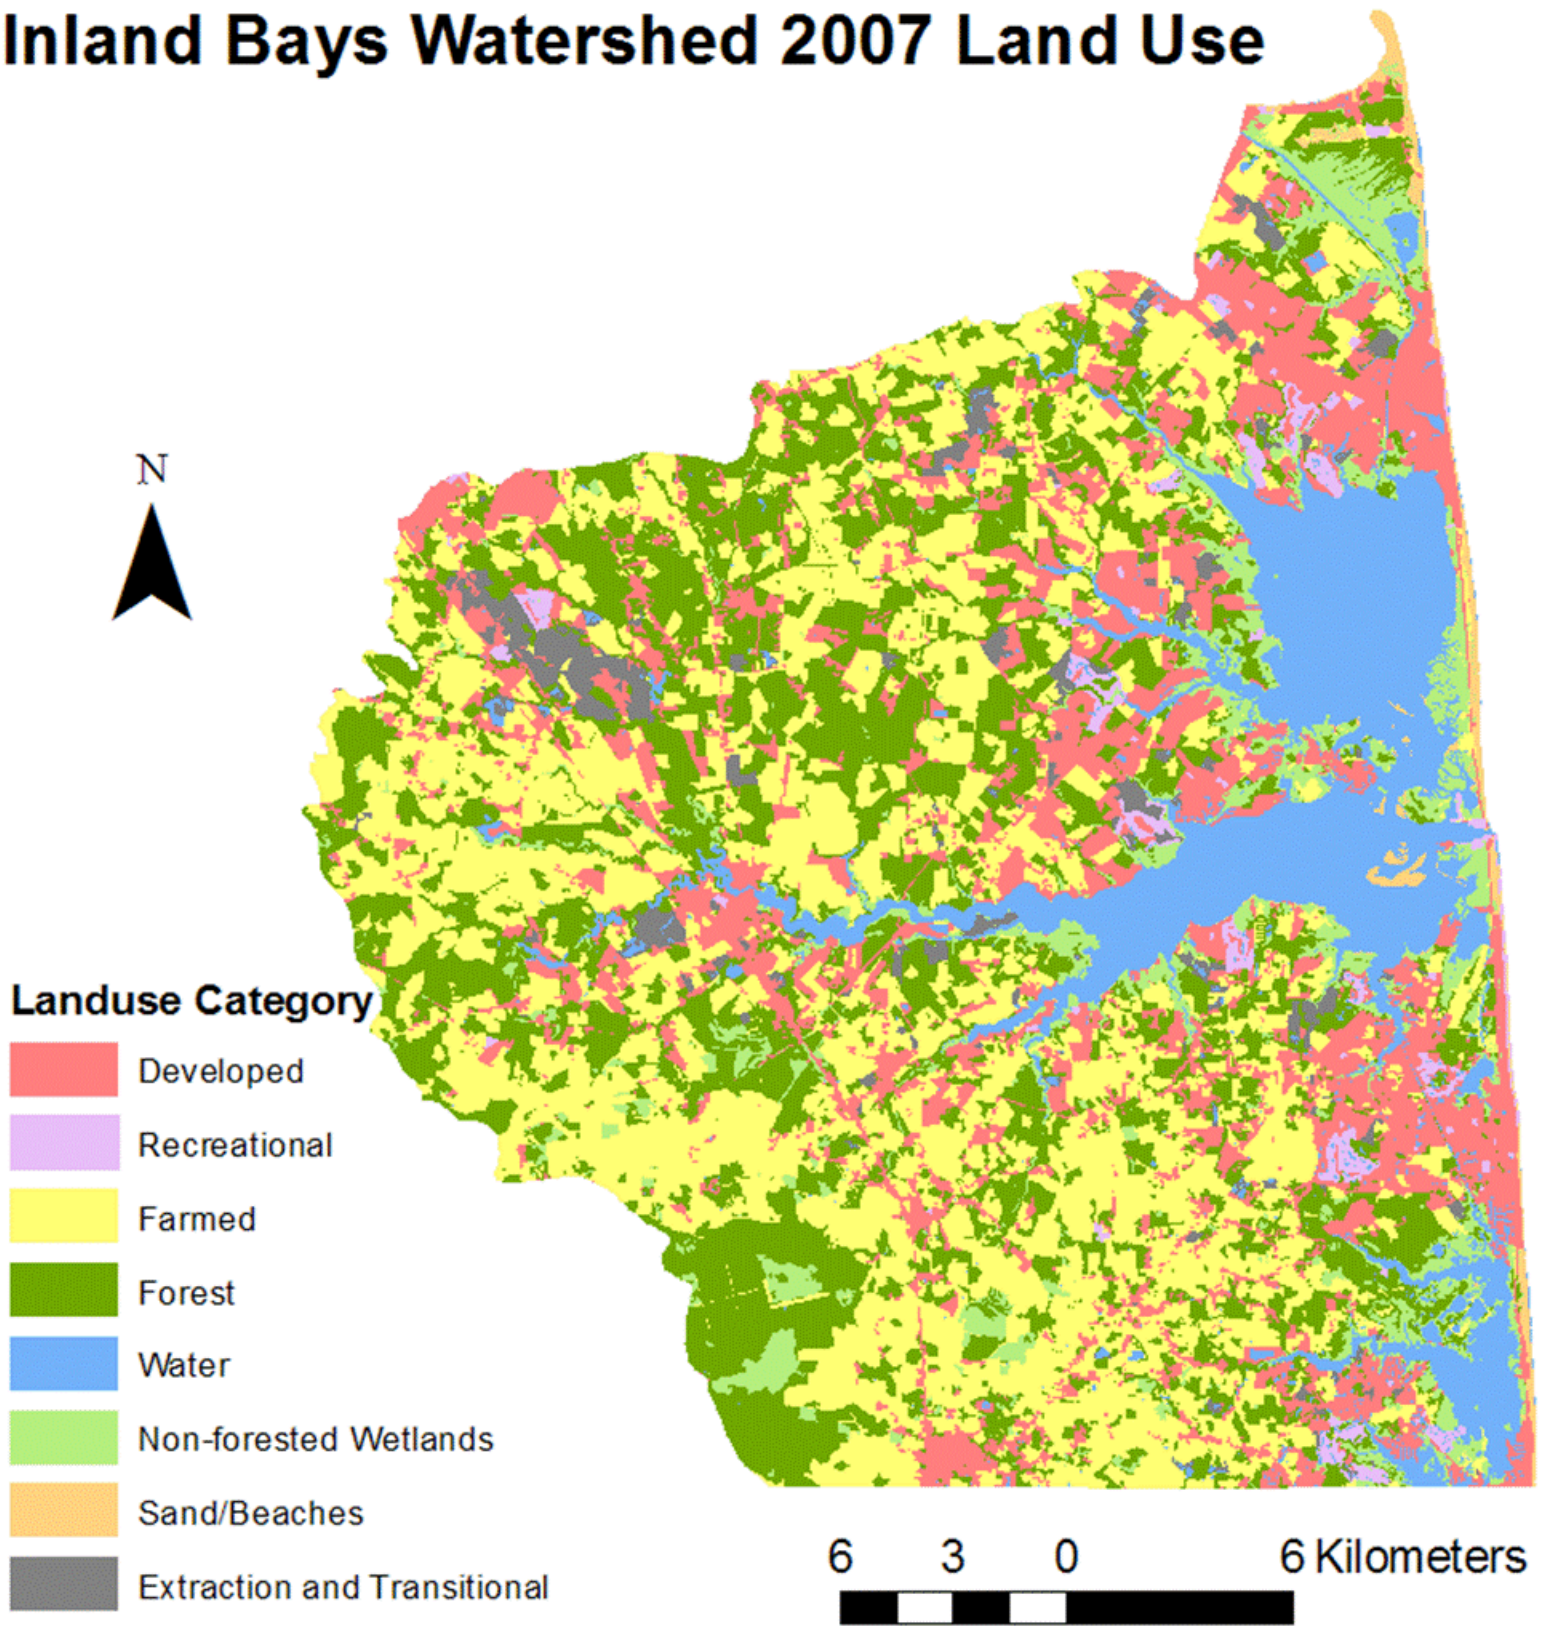 Inland Bays Watershed 2007 Land Use
N
Landuse Category
Developed
Recreational
Farmed
Forest
Water
Non-forested Wetlands
Sand/Beaches
Extraction and Transitional
6 3 0 6 Kilometers